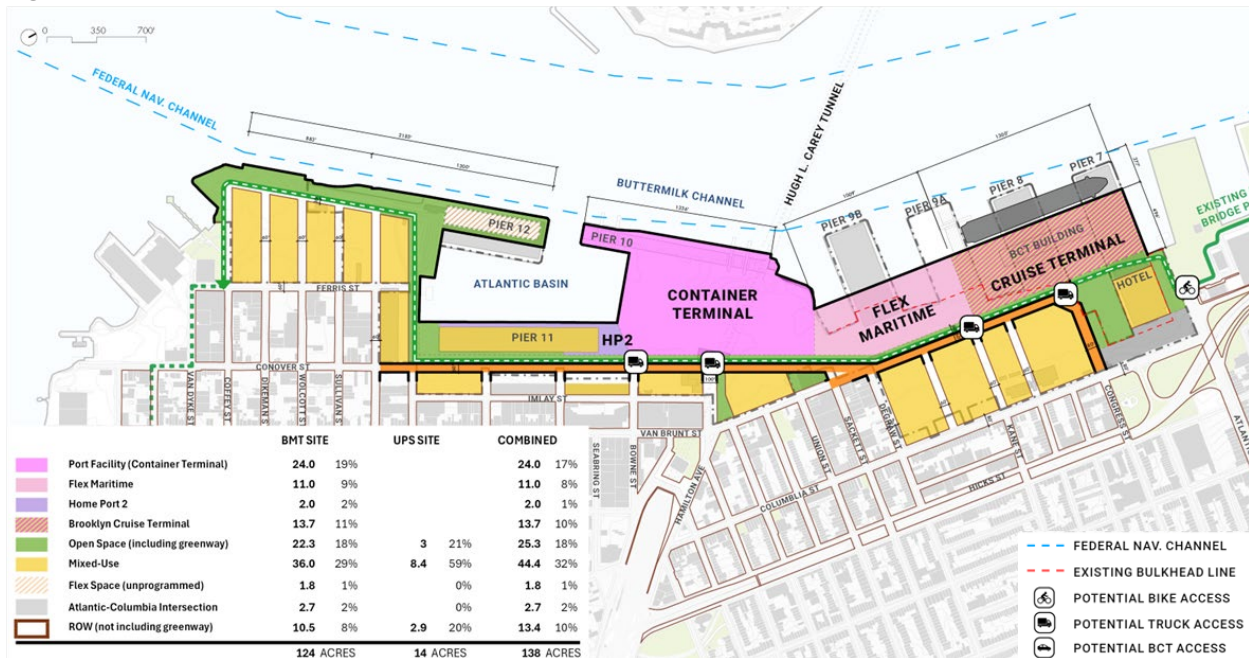 0 350 700'
FEDERAL NAV. CHANNEL
FEDERAL NAV. CHANNEL
HUGH L. CAREY TUNNEL
BUTTERMILK CHANNEL
PIER 7
PIER 8
PIER 9A
PIER 9B
PIER 10
PIER 12
ATLANTIC BASIN
CONTAINER
TERMINAL
BCT BUILDING
CRUISE TERMINAL
FLEX
MARITIME
HOTEL
EXISTING
BRIDGE P
PIER 11
HP2
FERRIS ST
CONOVER ST
IMLAY ST
VAN BRUNT ST
VAN DYKE ST
COFFEY ST
DIKEMAN S
WOLCOTT S
SULLIVAN S
SEABRING ST
BOWNE ST
HAMILTON AVE
COLUMBIA ST
UNION ST
SACKETT ST
DEGRAW ST
KANE ST
CONGRESS ST
HICKS ST
ATLANTIC
BMT SITE UPS SITE COMBINED
Port Facility (Container Terminal) 24.0 19% 24.0 17%
Flex Maritime 11.0 9% 11.0 8%
Home Port 2 2.0 2% 2.0 1%
Brooklyn Cruise Terminal 13.7 11% 13.7 10%
Open Space (including greenway) 22.3 18% 3 21% 25.3 18%
Mixed-Use 36.0 29% 8.4 59% 44.4 32%
Flex Space (unprogrammed) 1.8 1% 0% 1.8 1%
Atlantic-Columbia Intersection 2.7 2% 0% 2.7 2%
ROW (not including greenway) 10.5 8% 2.9 20% 13.4 10%
124 ACRES 14 ACRES 138 ACRES
FEDERAL NAV. CHANNEL
EXISTING BULKHEAD LINE
POTENTIAL BIKE ACCESS
POTENTIAL TRUCK ACCESS
POTENTIAL BCT ACCESS